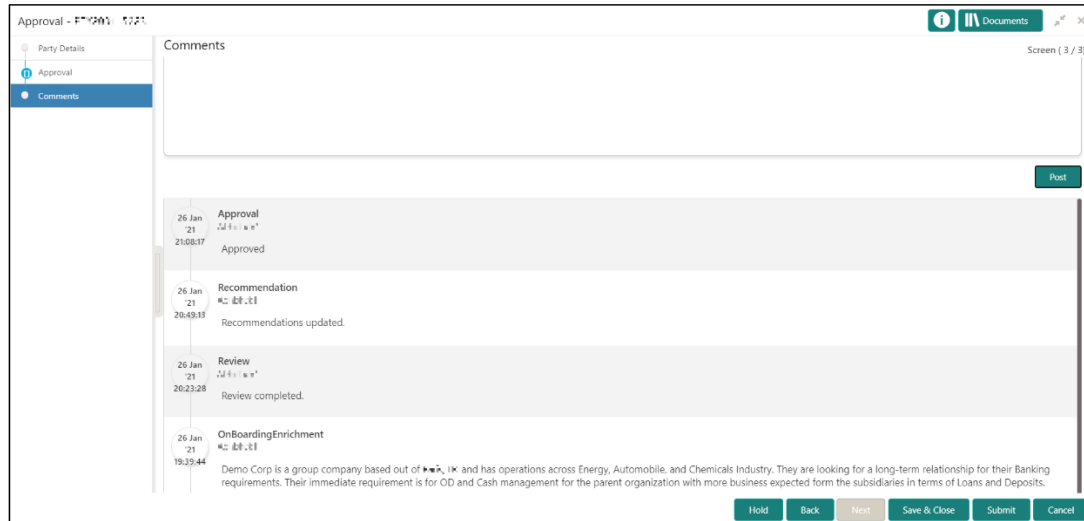 Approval -
Documents
Party Details
Approval
Comments
Comments
Screen ( 3 / 3)
Post
26 Jan
'21
21:08:17
Approval
Approved
26 Jan
'21
20:49:13
Recommendation
Recommendations updated.
26 Jan
'21
20:23:28
Review
Review completed.
26 Jan
'21
19:39:44
OnBoardingEnrichment
Demo Corp is a group company based out of and has operations across Energy, Automobile, and Chemicals Industry. They are looking for a long-term relationship for their Banking
requirements. Their immediate requirement is for OD and Cash management for the parent organization with more business expected form the subsidiaries in terms of Loans and Deposits.
Hold
Back
Next
Save & Close
Submit
Cancel